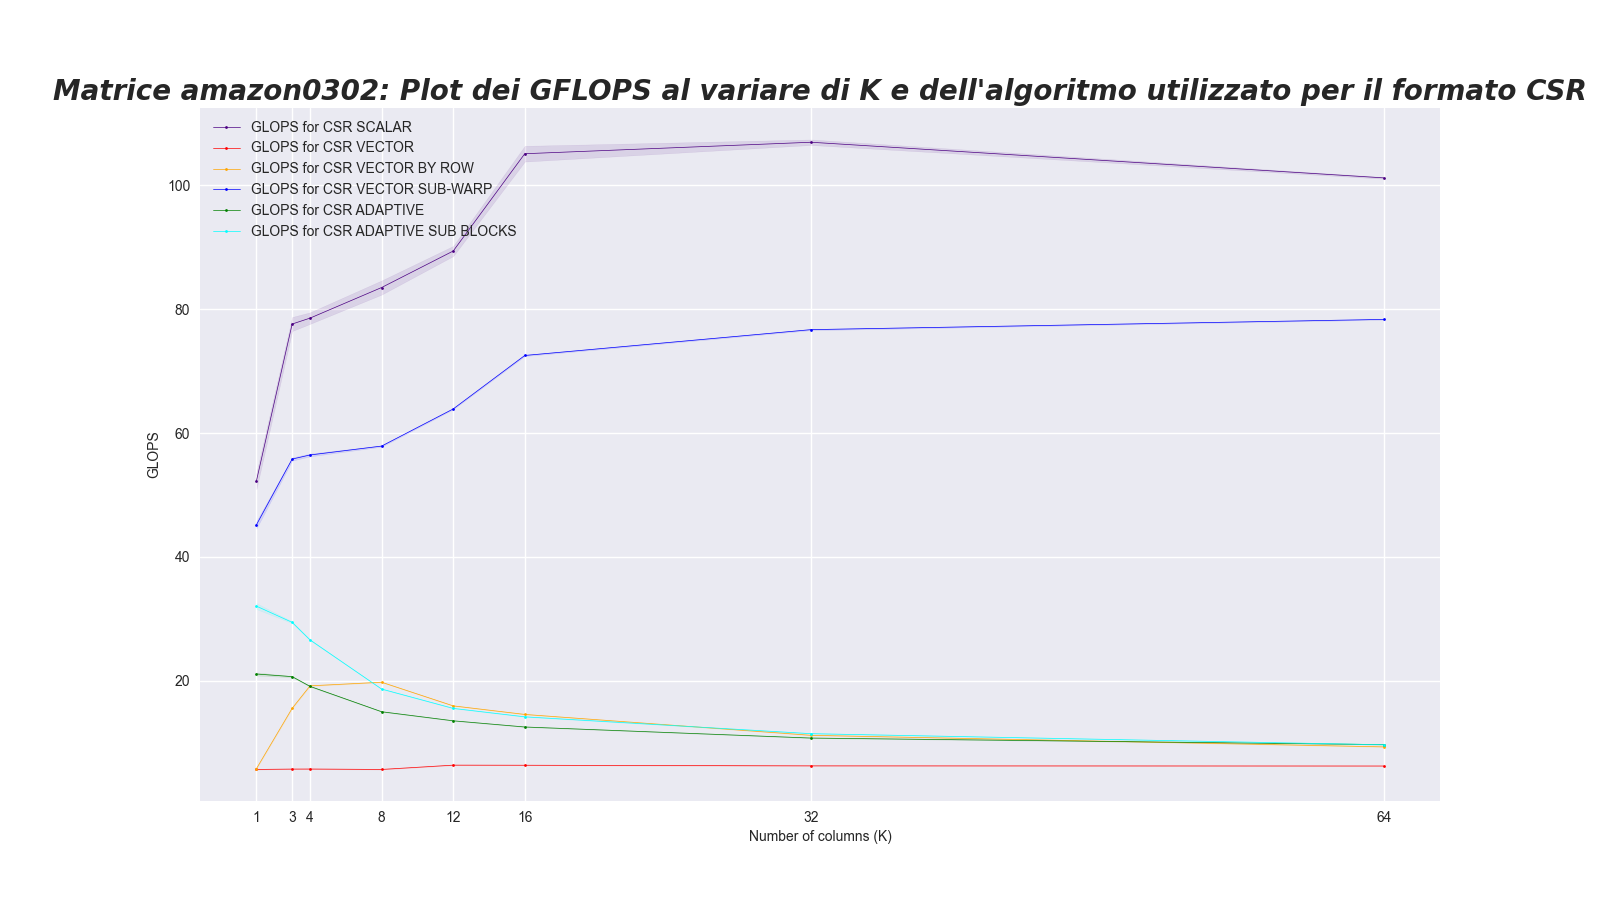 Matrice amazon0302: Plot dei GFLOPS al variare di K e dell'algoritmo utilizzato per il formato CSR
GLOPS for CSR SCALAR
GLOPS for CSR VECTOR
GLOPS for CSR VECTOR BY ROW
GLOPS for CSR VECTOR SUB-WARP
GLOPS for CSR ADAPTIVE
GLOPS for CSR ADAPTIVE SUB BLOCKS
100
80
60
40
20
GLOPS
1 3 4 8 12 16 32 64
Number of columns (K)